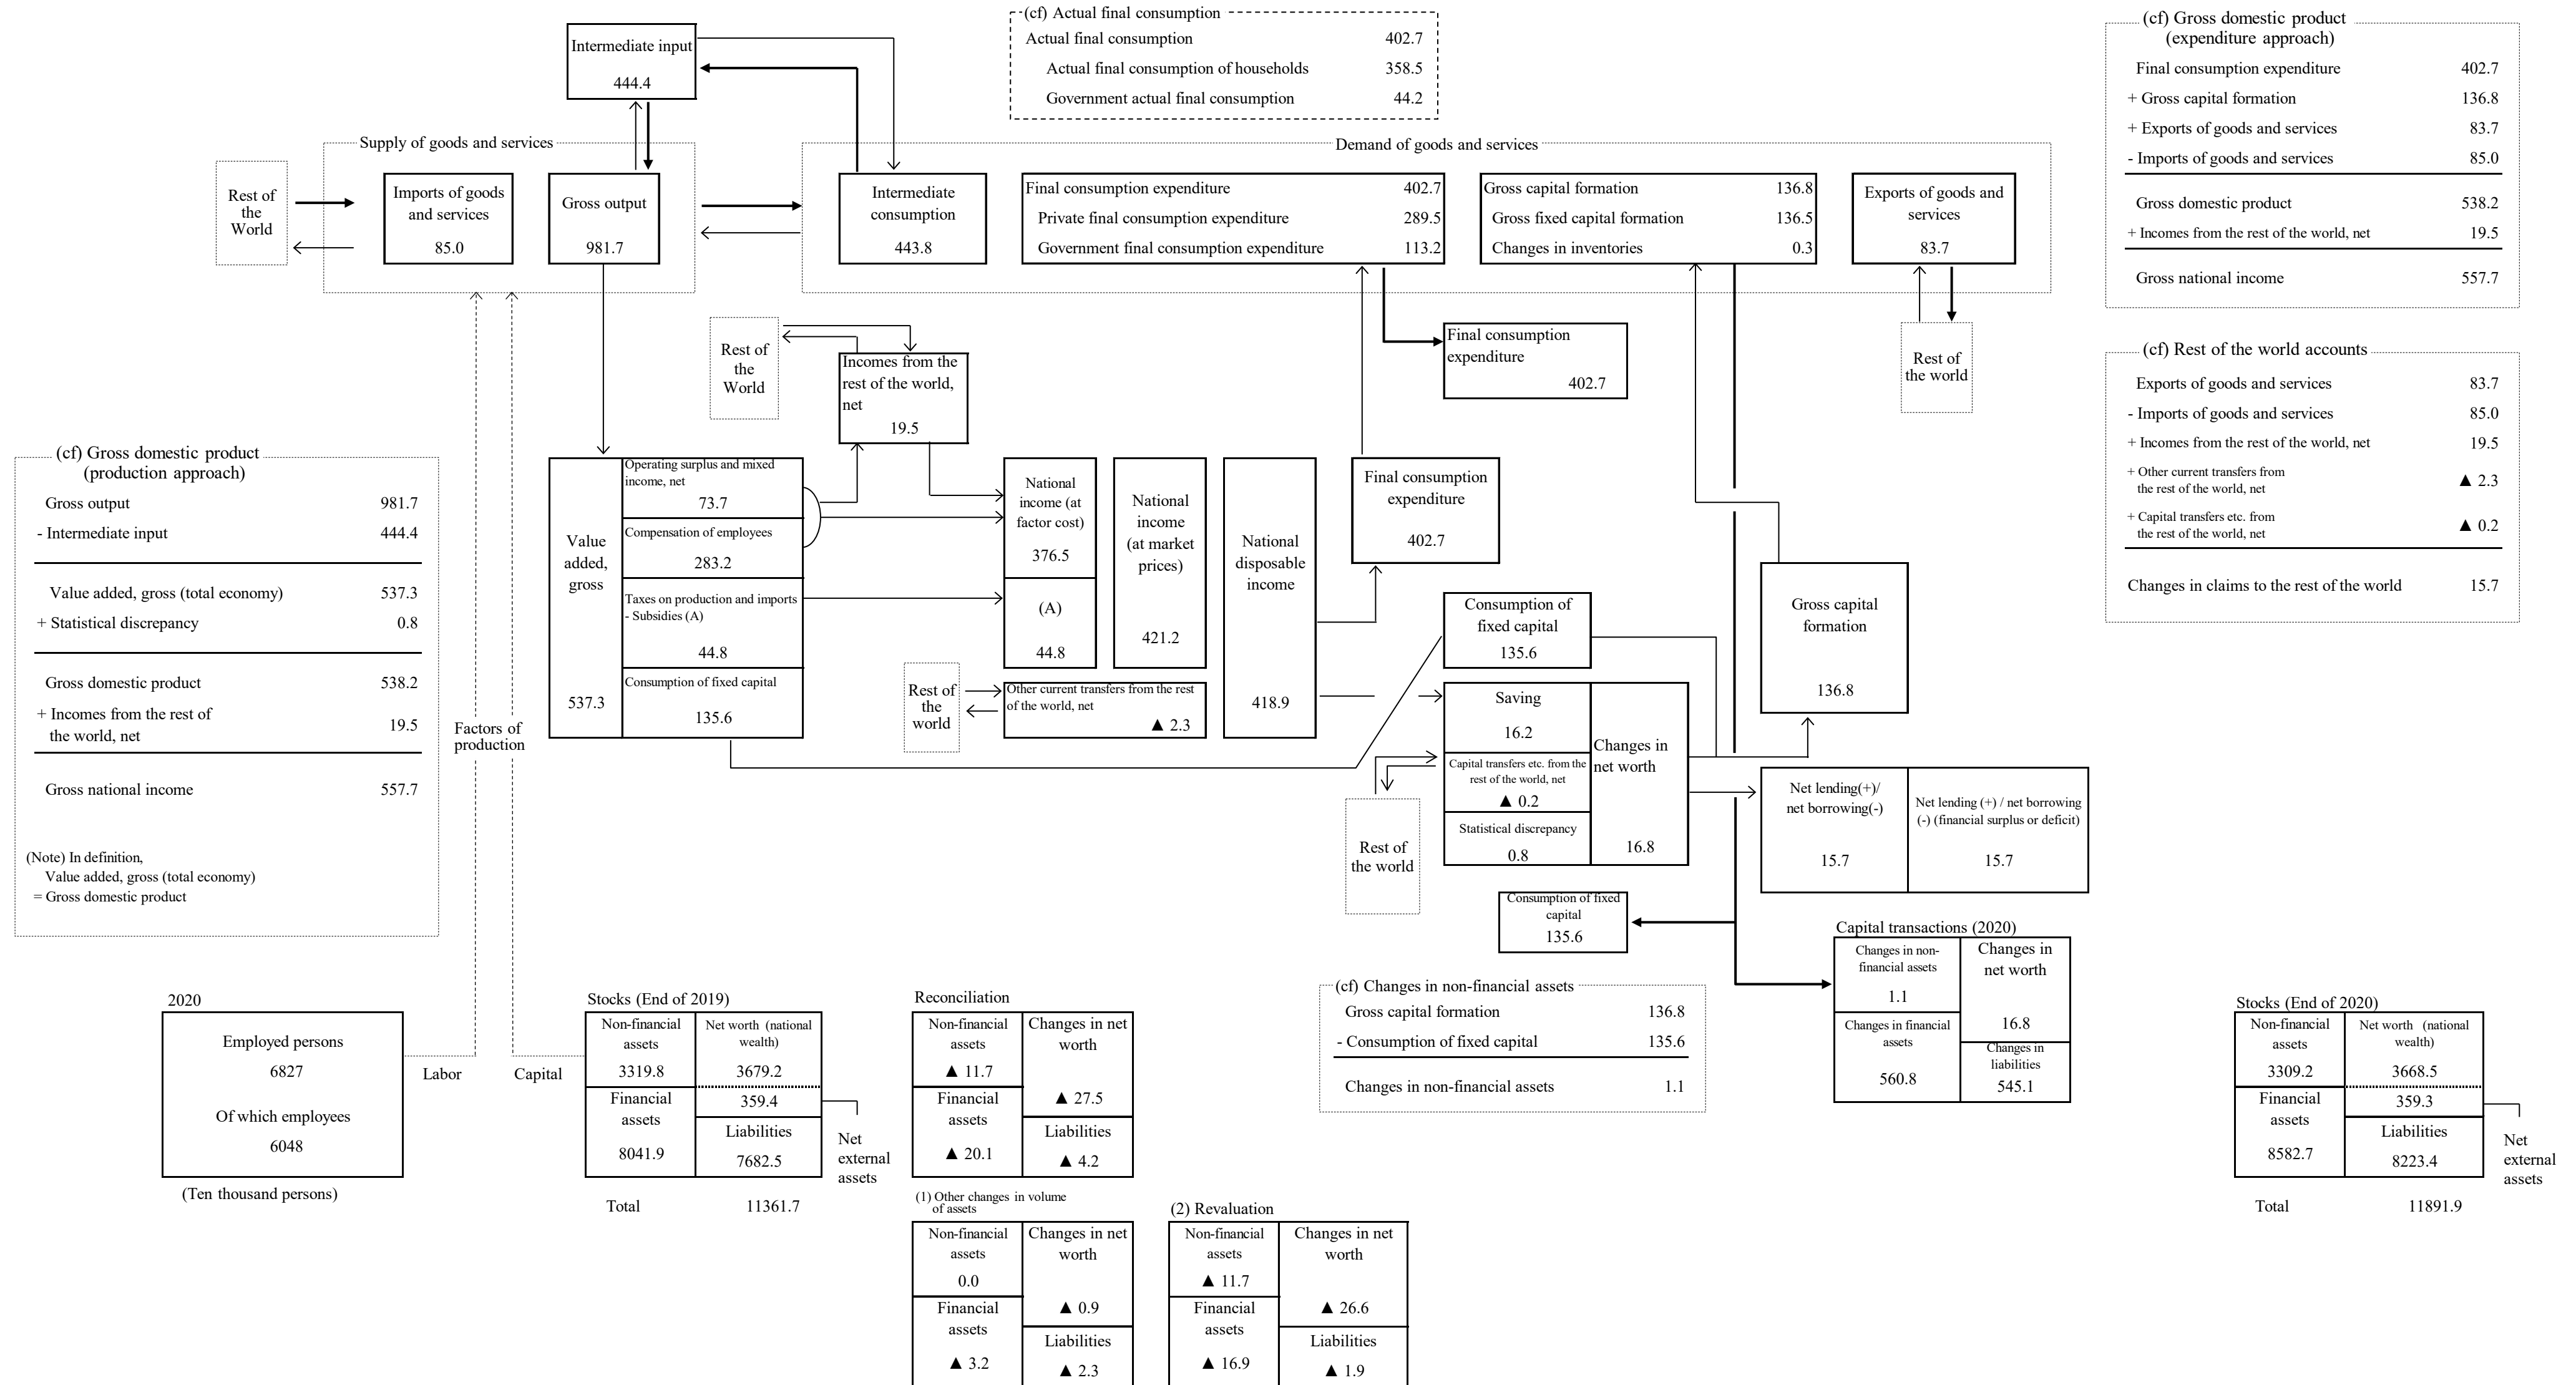 Intermediate input
444.4
(cf) Actual final consumption
Actual final consumption 402.7
Actual final consumption of households 358.5
Government actual final consumption 44.2
(cf) Gross domestic product
(expenditure approach)
Final consumption expenditure 402.7
+ Gross capital formation 136.8
+ Exports of goods and services 83.7
- Imports of goods and services 85.0
Gross domestic product 538.2
+ Incomes from the rest of the world, net 19.5
Gross national income 557.7
Supply of goods and services
Rest of
the
World
Imports of goods
and services
85.0
Gross output
981.7
Demand of goods and services
Intermediate
consumption
443.8
Final consumption expenditure 402.7
Private final consumption expenditure 289.5
Government final consumption expenditure 113.2
Gross capital formation 136.8
Gross fixed capital formation 136.5
Changes in inventories 0.3
Exports of goods and
services
83.7
Rest of
the
World
Incomes from the
rest of the world,
net
19.5
Final consumption
expenditure
402.7
Rest of
the world
(cf) Rest of the world accounts
Exports of goods and services 83.7
- Imports of goods and services 85.0
+ Incomes from the rest of the world, net 19.5
+ Other current transfers from
the rest of the world, net ▲ 2.3
+ Capital transfers etc. from
the rest of the world, net ▲ 0.2
Changes in claims to the rest of the world 15.7
(cf) Gross domestic product
(production approach)
Gross output 981.7
- Intermediate input 444.4
Value added, gross (total economy) 537.3
+ Statistical discrepancy 0.8
Gross domestic product 538.2
+ Incomes from the rest of
the world, net 19.5
Gross national income 557.7
(Note) In definition,
Value added, gross (total economy)
= Gross domestic product
Factors of
production
Value
added,
gross
537.3
Operating surplus and mixed
income, net
73.7
Compensation of employees
283.2
Taxes on production and imports
- Subsidies (A)
44.8
Consumption of fixed capital
135.6
National
income (at
factor cost)
376.5
(A)
44.8
National
income
(at market
prices)
421.2
Rest of
the
world
Other current transfers from the rest
of the world, net
▲ 2.3
National
disposable
income
418.9
Final consumption
expenditure
402.7
Consumption of
fixed capital
135.6
Saving
16.2
Capital transfers etc. from the
rest of the world, net
▲ 0.2
Statistical discrepancy
0.8
Changes in
net worth
16.8
Rest of
the world
Gross capital
formation
136.8
Net lending(+)/
net borrowing(-)
15.7
Net lending (+) / net borrowing
(-) (financial surplus or deficit)
15.7
Consumption of fixed
capital
135.6
Capital transactions (2020)
Changes in non-
financial assets
1.1
Changes in financial
assets
560.8
Changes in
net worth
16.8
Changes in
liabilities
545.1
2020
Employed persons
6827
Of which employees
6048
(Ten thousand persons)
Labor
Capital
Stocks (End of 2019)
Non-financial
assets
3319.8
Financial
assets
8041.9
Net worth (national
wealth)
3679.2
359.4
Liabilities
7682.5
Net
external
assets
Total 11361.7
Reconciliation
Non-financial
assets
▲ 11.7
Financial
assets
▲ 20.1
Changes in net
worth
▲ 27.5
Liabilities
▲ 4.2
(cf) Changes in non-financial assets
Gross capital formation 136.8
- Consumption of fixed capital 135.6
Changes in non-financial assets 1.1
Stocks (End of 2020)
Non-financial
assets
3309.2
Financial
assets
8582.7
Net worth (national
wealth)
3668.5
359.3
Liabilities
8223.4
Net
external
assets
Total 11891.9
(1) Other changes in volume
of assets
Non-financial
assets
0.0
Financial
assets
▲ 3.2
Changes in net
worth
▲ 0.9
Liabilities
▲ 2.3
(2) Revaluation
Non-financial
assets
▲ 11.7
Financial
assets
▲ 16.9
Changes in net
worth
▲ 26.6
Liabilities
▲ 1.9